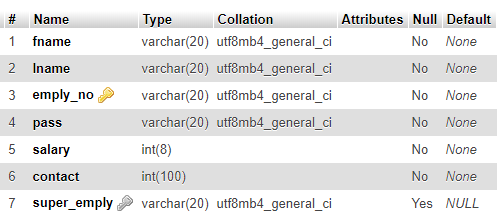 # Name Type Collation Attributes Null Default
1 fname varchar(20) utf8mb4_general_ci No None
2 lname varchar(20) utf8mb4_general_ci No None
3 emply_no varchar(20) utf8mb4_general_ci No None
4 pass varchar(20) utf8mb4_general_ci No None
5 salary int(8) No None
6 contact int(100) No None
7 super_emply varchar(20) utf8mb4_general_ci Yes NULL